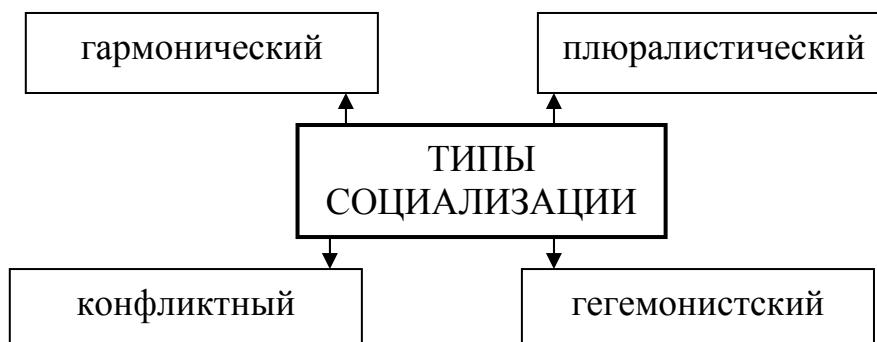 гармонический
плюралистический
ТИПЫ
СОЦИАЛИЗАЦИИ
конфликтный
гегемонистский